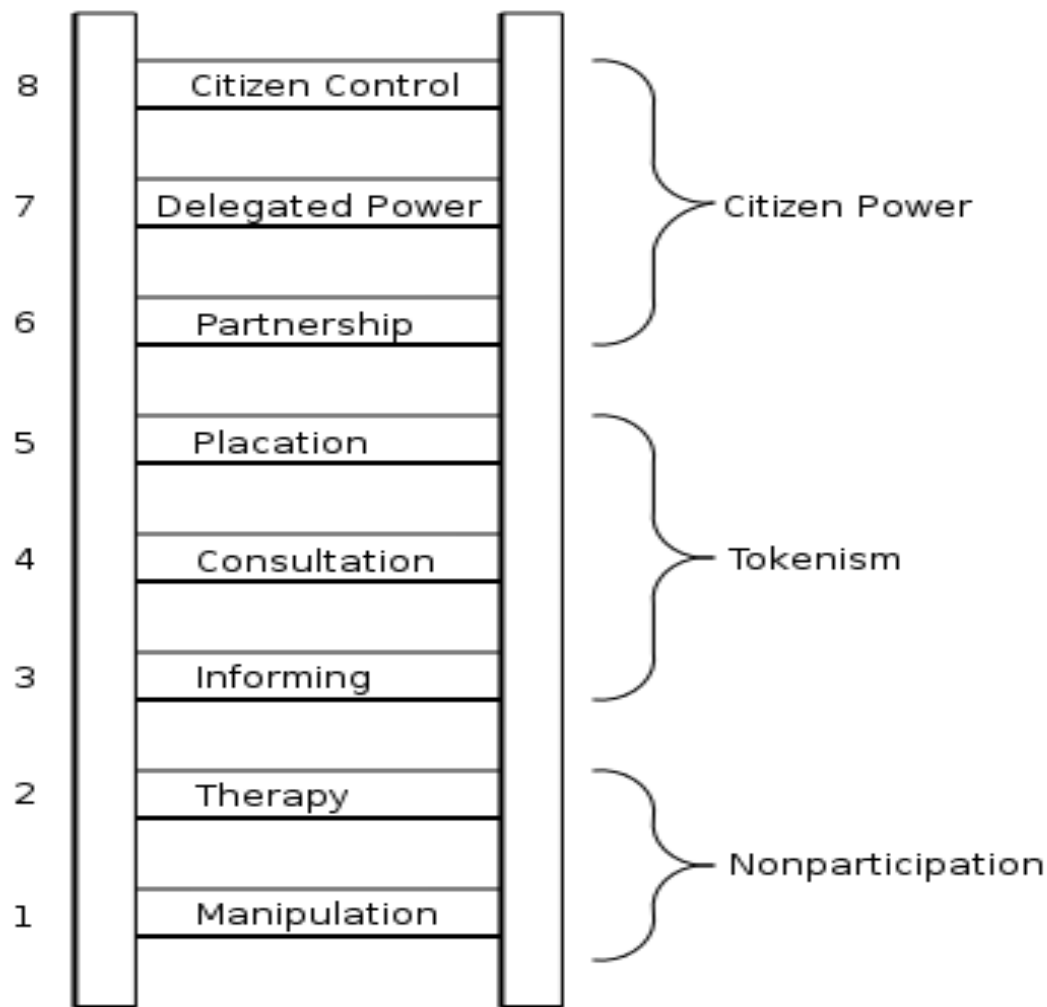 8 Citizen Control
7 Delegated Power
Citizen Power
6 Partnership
5 Placation
4 Consultation
Tokenism
3 Informing
2 Therapy
Nonparticipation
1 Manipulation